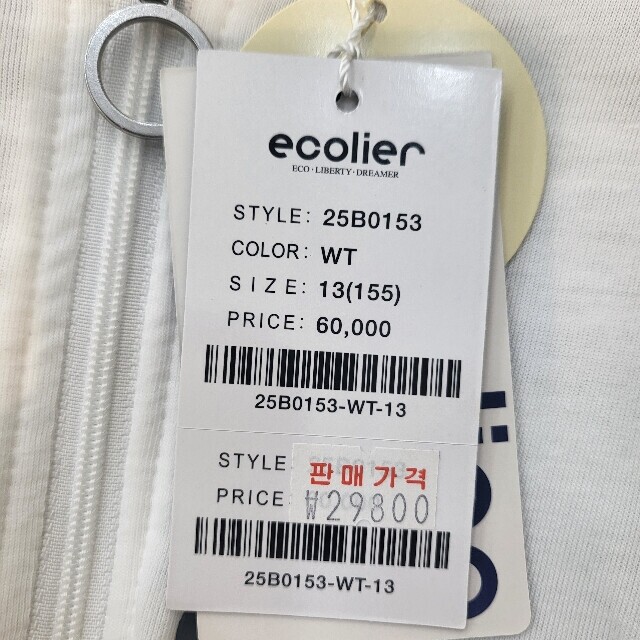 ecolier
ECO · LIBERTY · DREAMER
STYLE: 25B0153
COLOR: WT
SIZE: 13(155)
PRICE: 60,000
25B0153-WT-13
STYLE: 25B0153
판매가격
PRICE:
₩29800
25B0153-WT-13